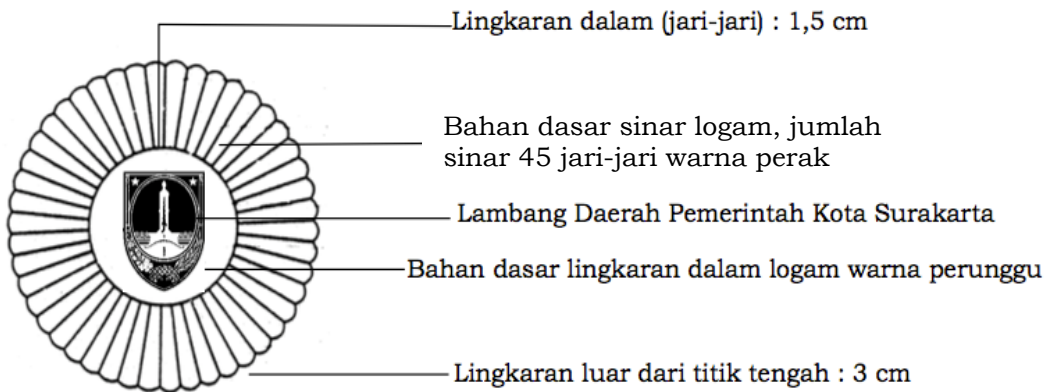 Lingkaran dalam (jari-jari) : 1,5 cm
Bahan dasar sinar logam, jumlah
sinar 45 jari-jari warna perak
Lambang Daerah Pemerintah Kota Surakarta
Bahan dasar lingkaran dalam logam warna perunggu
Lingkaran luar dari titik tengah : 3 cm